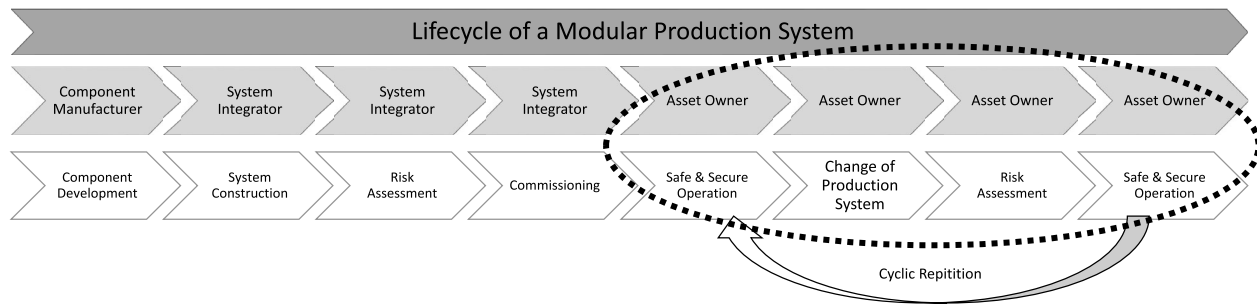 Lifecycle of a Modular Production System
Component
Manufacturer
System
Integrator
System
Integrator
System
Integrator
Asset Owner
Asset Owner
Asset Owner
Asset Owner
Component
Development
System
Construction
Risk
Assessment
Commissioning
Safe & Secure
Operation
Change of
Production
System
Risk
Assessment
Safe & Secure
Operation
Cyclic Repitition